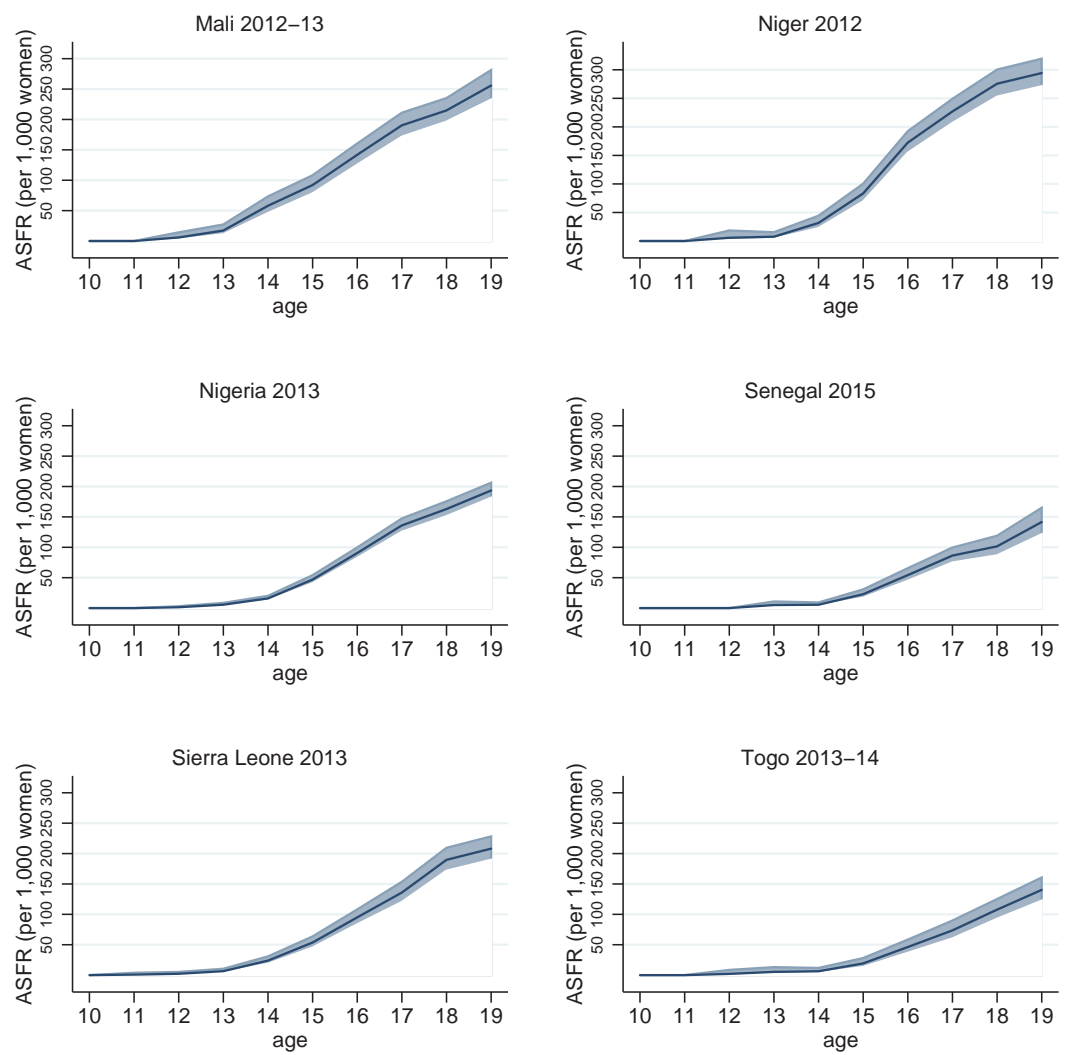 Mali 2012–13
ASFR (per 1,000 women)
300
250
200
150
100
50
10 11 12 13 14 15 16 17 18 19
age
Niger 2012
ASFR (per 1,000 women)
300
250
200
150
100
50
10 11 12 13 14 15 16 17 18 19
age
Nigeria 2013
ASFR (per 1,000 women)
300
250
200
150
100
50
10 11 12 13 14 15 16 17 18 19
age
Senegal 2015
ASFR (per 1,000 women)
300
250
200
150
100
50
10 11 12 13 14 15 16 17 18 19
age
Sierra Leone 2013
ASFR (per 1,000 women)
300
250
200
150
100
50
10 11 12 13 14 15 16 17 18 19
age
Togo 2013–14
ASFR (per 1,000 women)
300
250
200
150
100
50
10 11 12 13 14 15 16 17 18 19
age